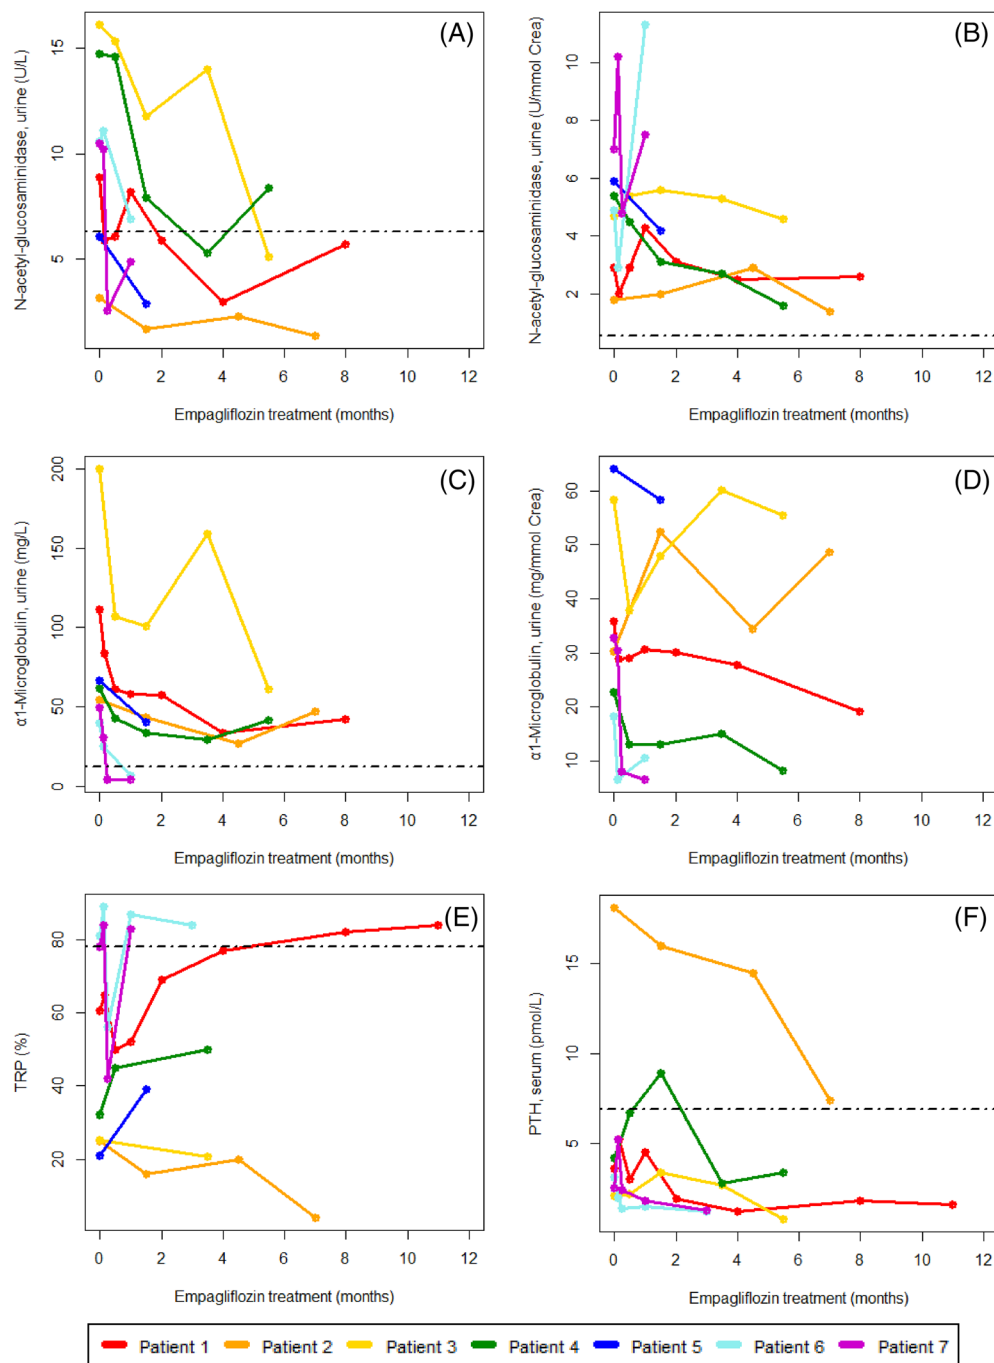 (A)
N-acetyl-glucosaminidase, urine (U/L)
15
10
5
0 2 4 6 8 10 12
Empagliflozin treatment (months)
(B)
N-acetyl-glucosaminidase, urine (U/mmol Crea)
10
8
6
4
2
0 2 4 6 8 10 12
Empagliflozin treatment (months)
(C)
α1-Microglobulin, urine (mg/L)
200
150
100
50
0
0 2 4 6 8 10 12
Empagliflozin treatment (months)
(D)
α1-Microglobulin, urine (mg/mmol Crea)
60
50
40
30
20
10
0 2 4 6 8 10 12
Empagliflozin treatment (months)
(E)
TRP (%)
80
60
40
20
0 2 4 6 8 10 12
Empagliflozin treatment (months)
(F)
PTH, serum (pmol/L)
15
10
5
0
0 2 4 6 8 10 12
Empagliflozin treatment (months)
Patient 1 Patient 2 Patient 3 Patient 4 Patient 5 Patient 6 Patient 7